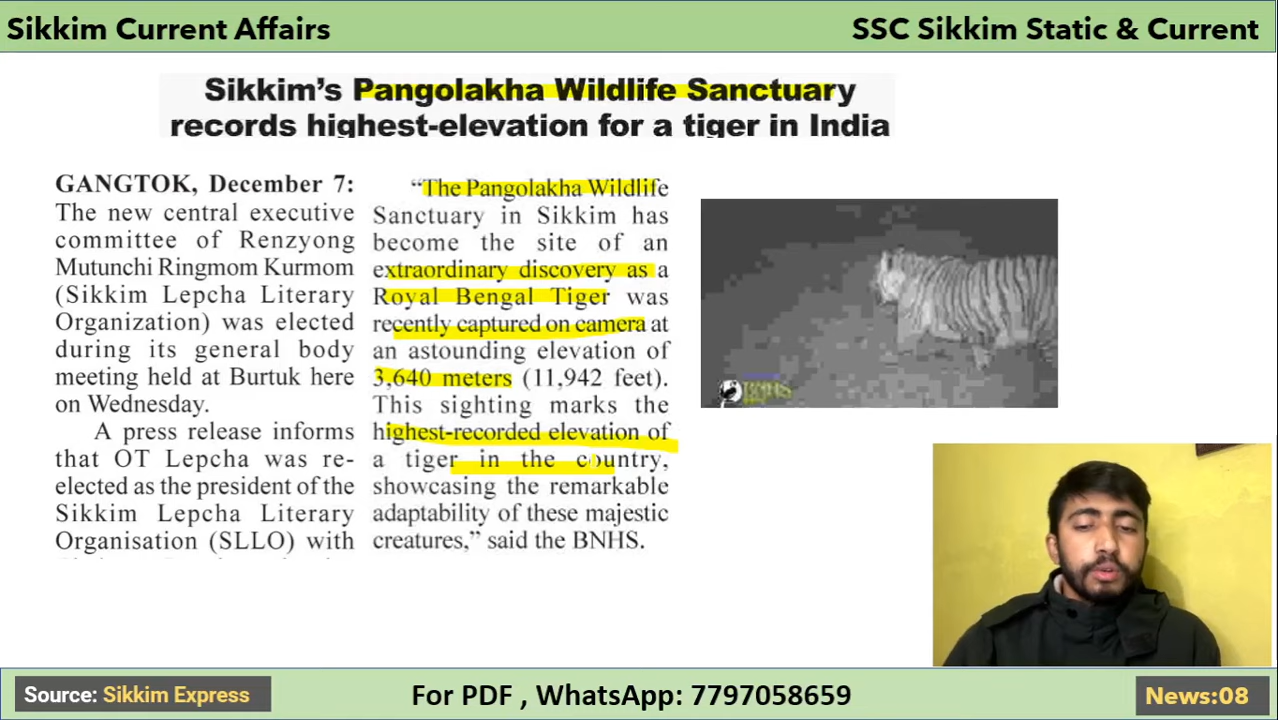 Sikkim Current Affairs
SSC Sikkim Static & Current
Sikkim's Pangolakha Wildlife Sanctuary
records highest-elevation for a tiger in India
GANGTOK, December 7:
The new central executive
committee of Renzyong
Mutunchi Ringmom Kurmom
(Sikkim Lepcha Literary
Organization) was elected
during its general body
meeting held at Burtuk here
on Wednesday.
A press release informs
that OT Lepcha was re-
elected as the president of the
Sikkim Lepcha Literary
Organisation (SLLO) with
“The Pangolakha Wildlife
Sanctuary in Sikkim has
become the site of an
extraordinary discovery as a
Royal Bengal Tiger was
recently captured on camera at
an astounding elevation of
3,640 meters (11,942 feet).
This sighting marks the
highest-recorded elevation of
a tiger in the country,
showcasing the remarkable
adaptability of these majestic
creatures,” said the BNHS.
BNHS
Source: Sikkim Express
For PDF , WhatsApp: 7797058659
News:08